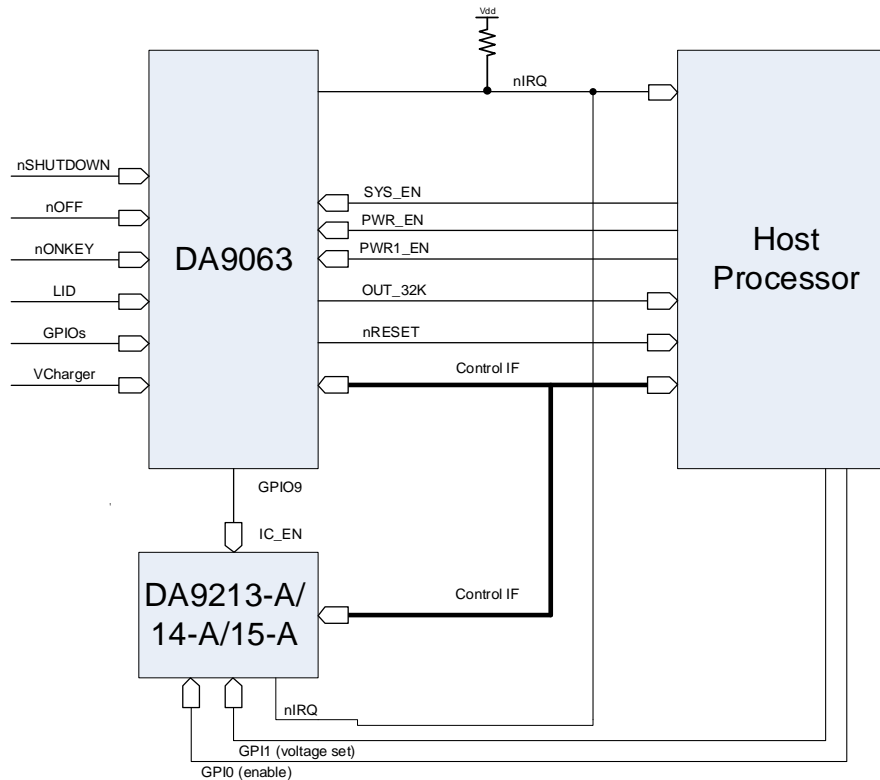 Vdd
nIRQ
nSHUTDOWN
nOFF
nONKEY
LID
GPIOs
VCharger
DA9063
SYS_EN
PWR_EN
PWR1_EN
OUT_32K
nRESET
Control IF
Host
Processor
GPIO9
IC_EN
DA9213-A/
14-A/15-A
Control IF
nIRQ
GPI1 (voltage set)
GPI0 (enable)